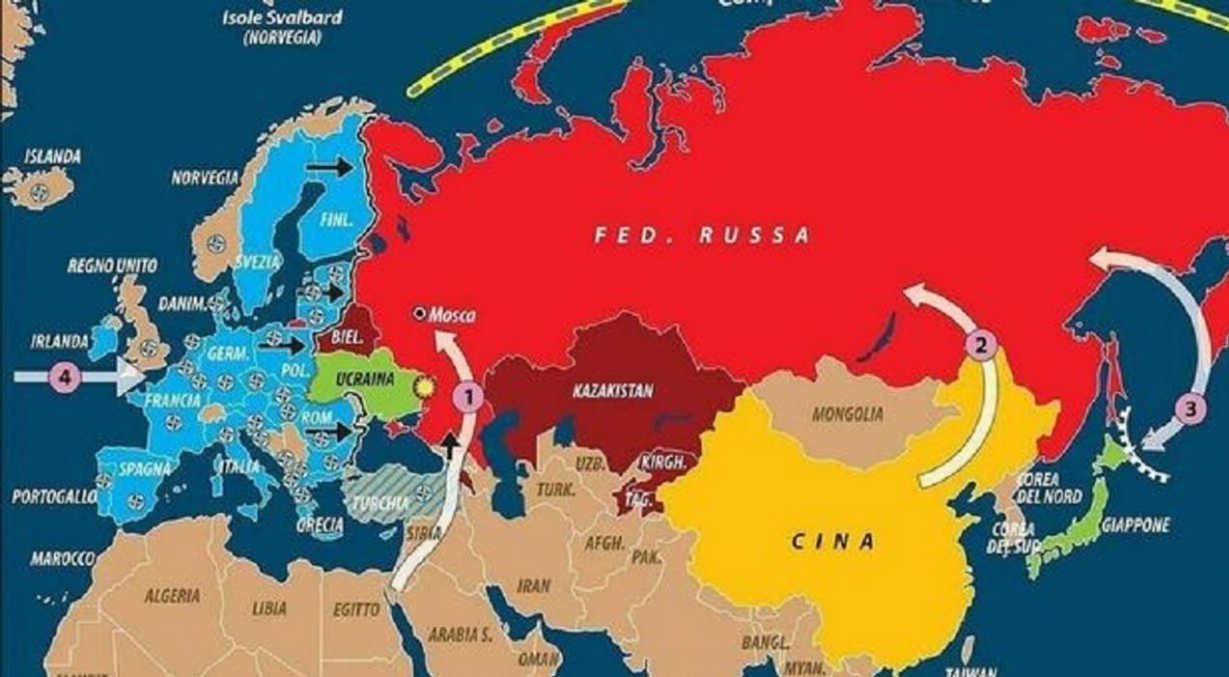 Isole Svalbard
(NORVEGIA)
ISLANDA
NORVEGIA
FINL.
FED. RUSSA
SVEZIA
REGNO UNITO
DANIM.
Mosca
BIEL.
IRLANDA
GERM.
POL.
2
4
UCRAINA
KAZAKISTAN
1
FRANCIA
3
MONGOLIA
ROM.
SPAGNA
ITALIA
UZB.
KIRGH.
PORTOGALLO
TURCHIA
TURK.
TAG.
COREA
DEL NORD
GRECIA
SIRIA
GIAPPONE
COREA
DEL SUD
CINA
AFGH.
PAK.
MAROCCO
ALGERIA
LIBIA
EGITTO
IRAN
ARABIA S.
OMAN
BANGL.
MYAN.
TAIWAN